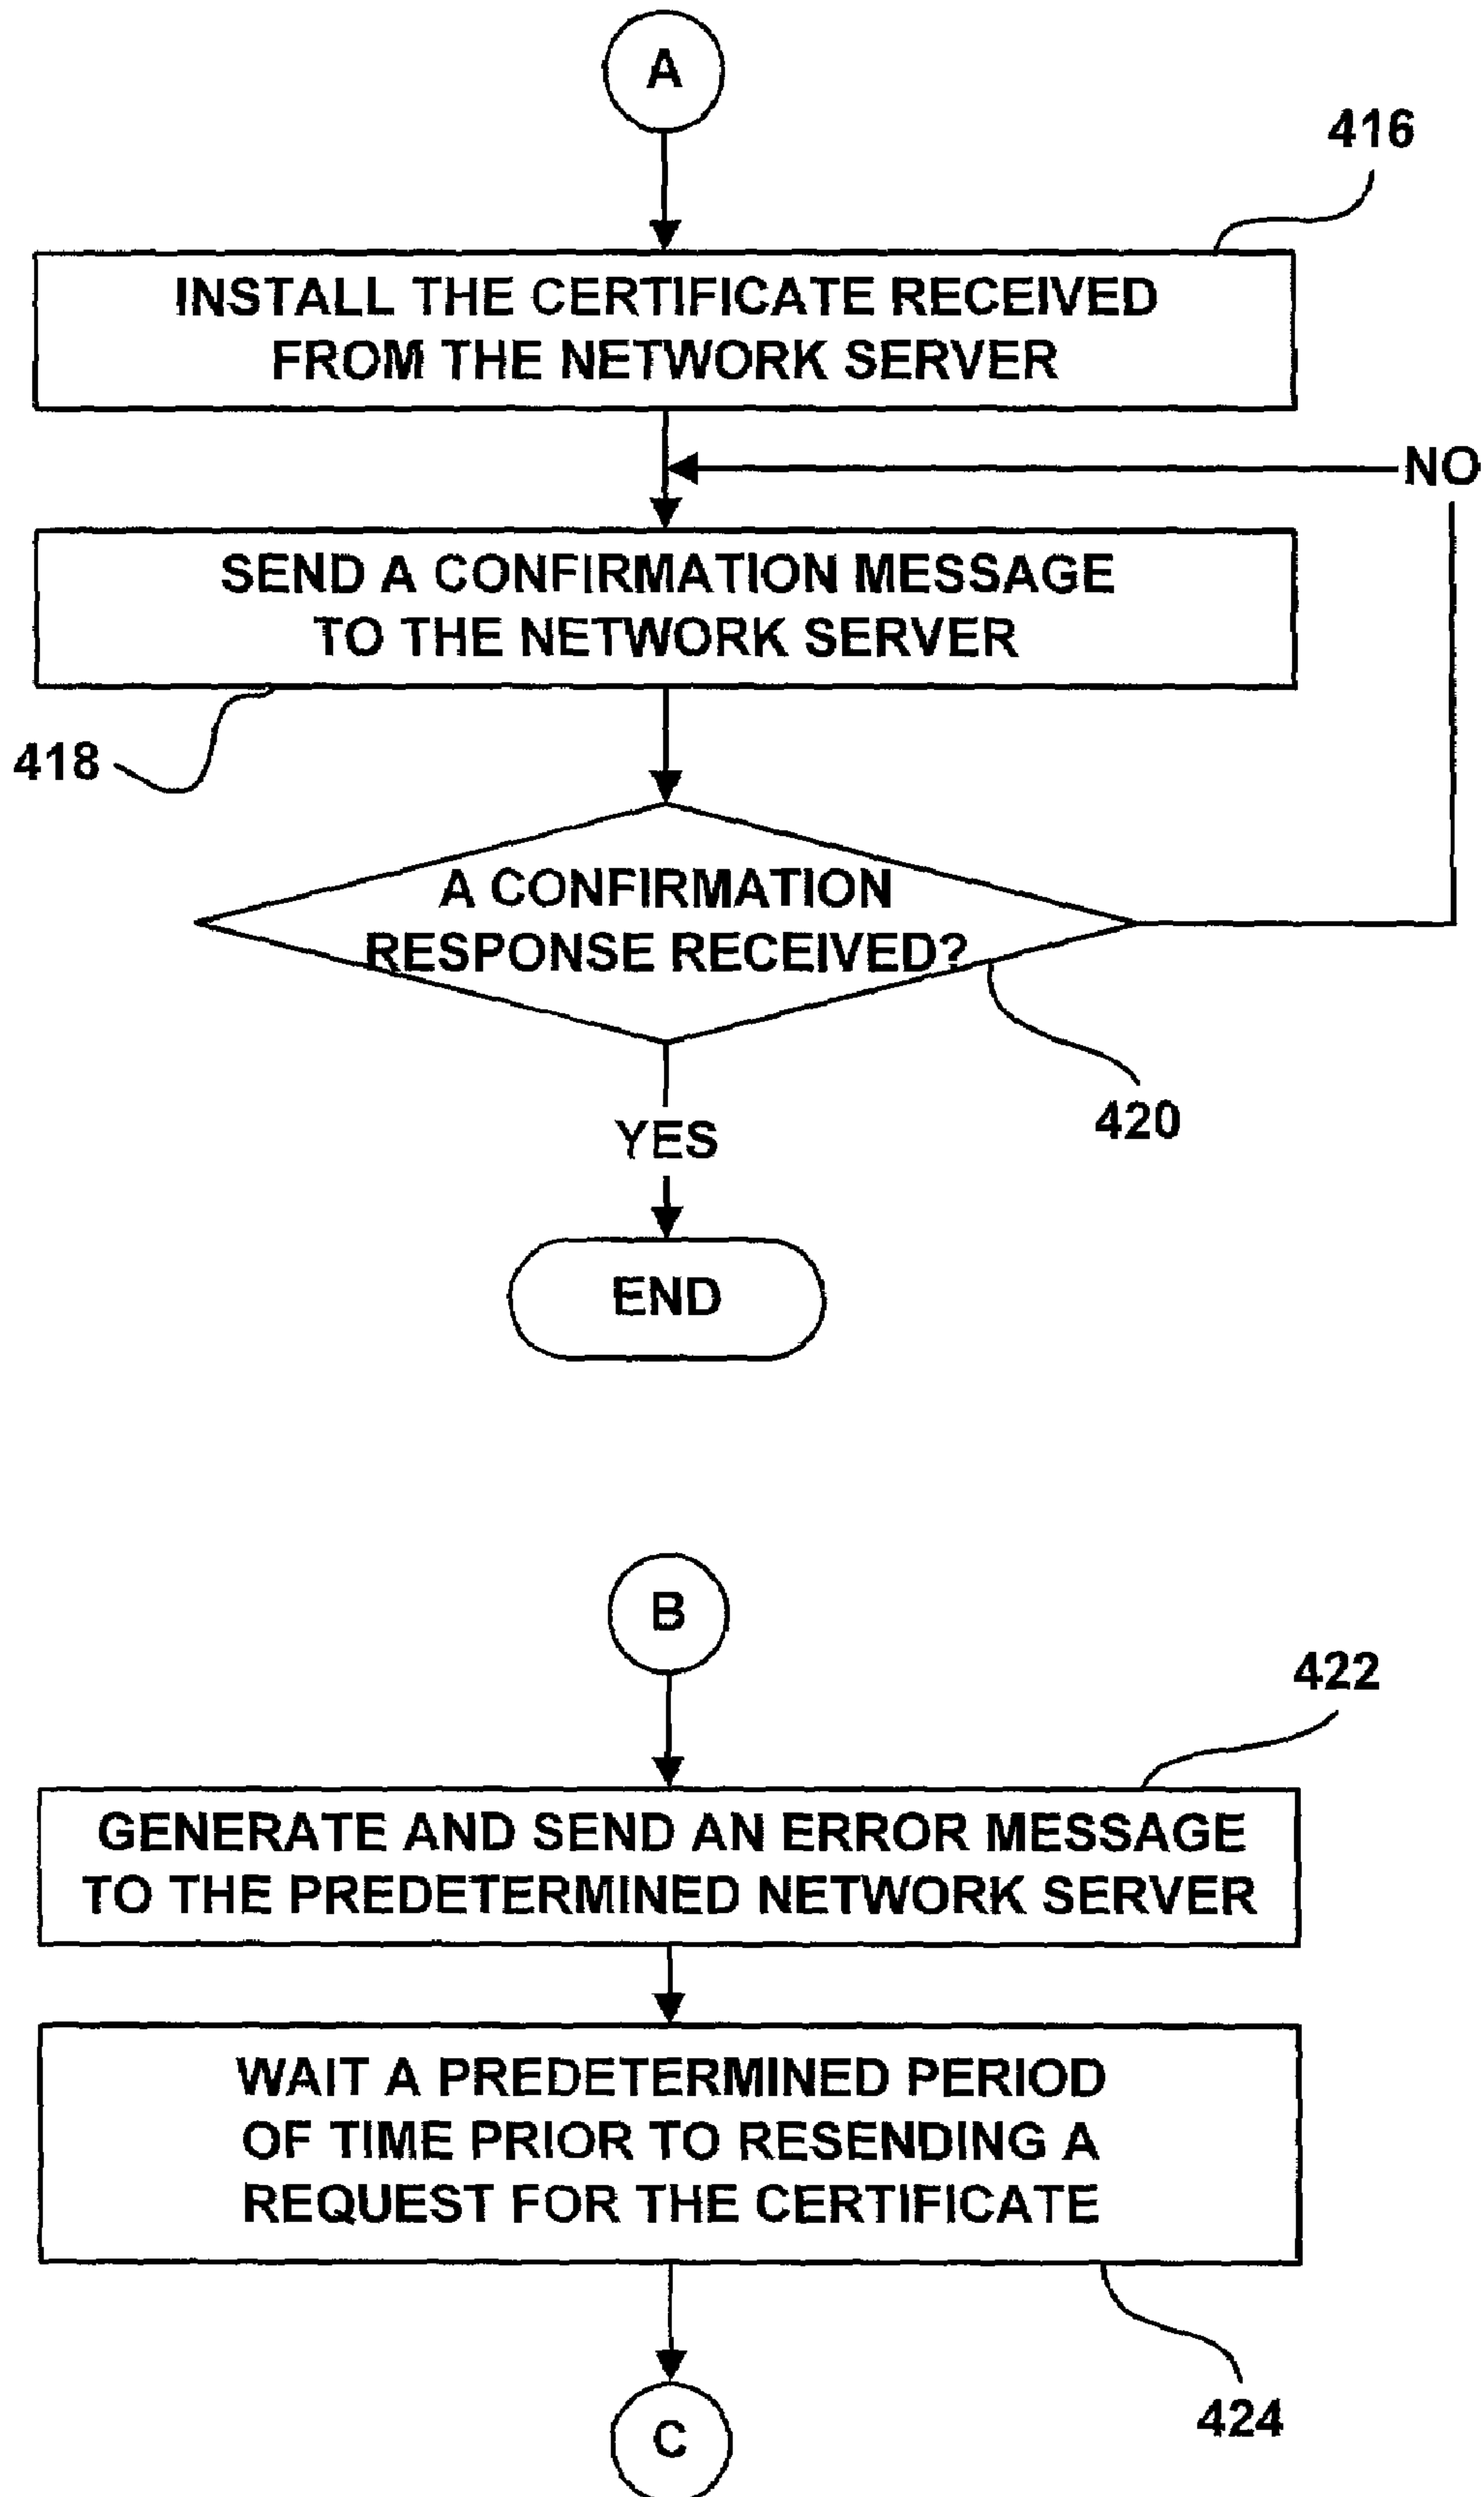 A
416
INSTALL THE CERTIFICATE RECEIVED
FROM THE NETWORK SERVER
NO
SEND A CONFIRMATION MESSAGE
TO THE NETWORK SERVER
418
A CONFIRMATION
RESPONSE RECEIVED?
420
YES
END
B
422
GENERATE AND SEND AN ERROR MESSAGE
TO THE PREDETERMINED NETWORK SERVER
WAIT A PREDETERMINED PERIOD
OF TIME PRIOR TO RESENDING A
REQUEST FOR THE CERTIFICATE
424
C